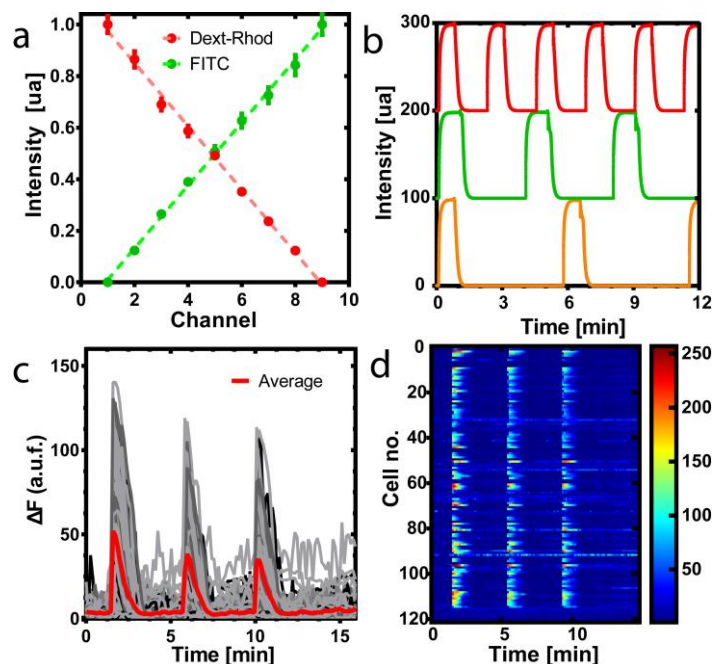 a
Intensity [ua]
1.0
0.8
0.6
0.4
0.2
0.0
0 2 4 6 8 10
Channel
Dext-Rhod
FITC
b
Intensity [ua]
300
200
100
0
0 3 6 9 12
Time [min]
c
ΔF (a.u.f.)
150
100
50
0
0 5 10 15
Time [min]
Average
d
Cell no.
0
20
40
60
80
100
120
0 5 10
Time [min]
250
200
150
100
50